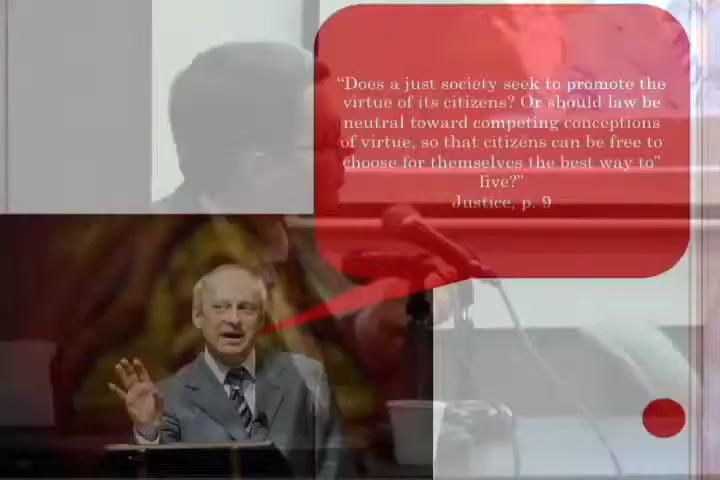 “Does a just society seek to promote the
virtue of its citizens? Or should law be
neutral toward competing conceptions
of virtue, so that citizens can be free to
choose for themselves the best way to”
live?”
Justice, p. 9